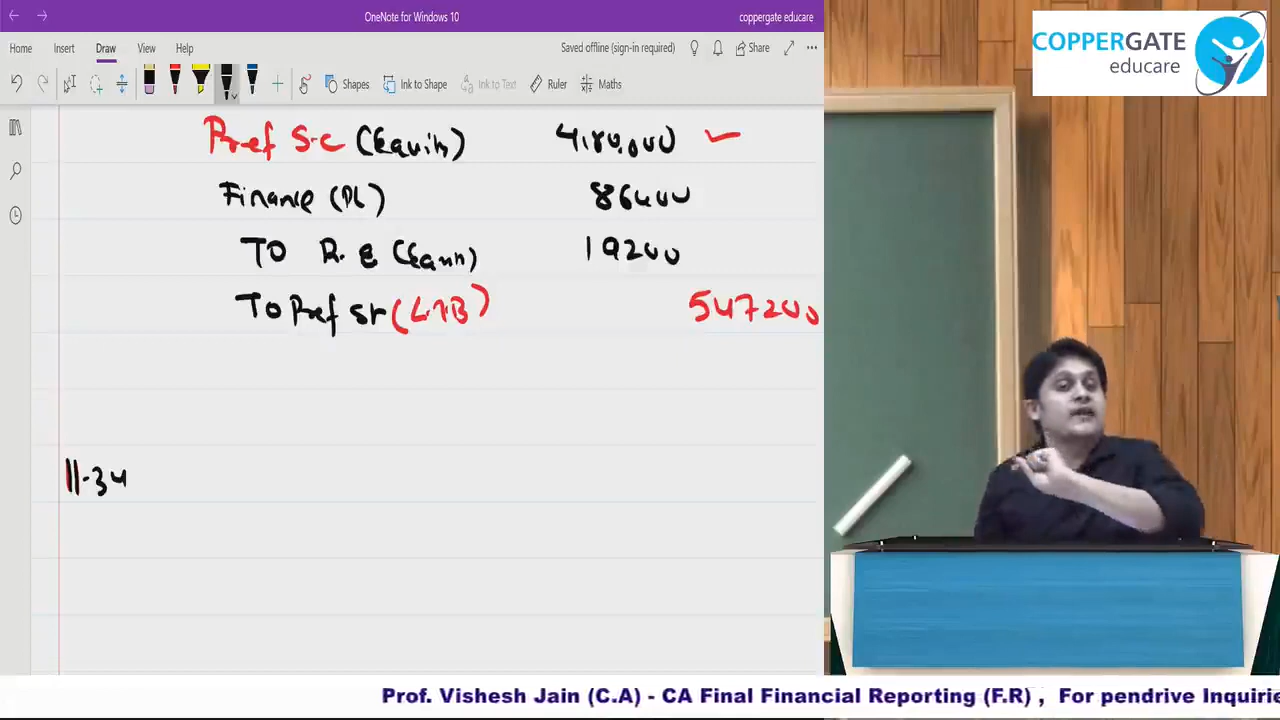 OneNote for Windows 10
coppergate educare
Home Insert Draw View Help
Saved offline (sign-in required) Share
Shapes Ink to Shape Ink to Text Ruler Maths
COPPERGATE
educare
Pref S.C (Equity) 4,80,000
Finance (PL) 86400
TO R.E (Equity) 19200
TO Pref Sr (L.T.B) 547200
11.34
Prof. Vishesh Jain (C.A) - CA Final Financial Reporting (F.R) , For pendrive Inquirie